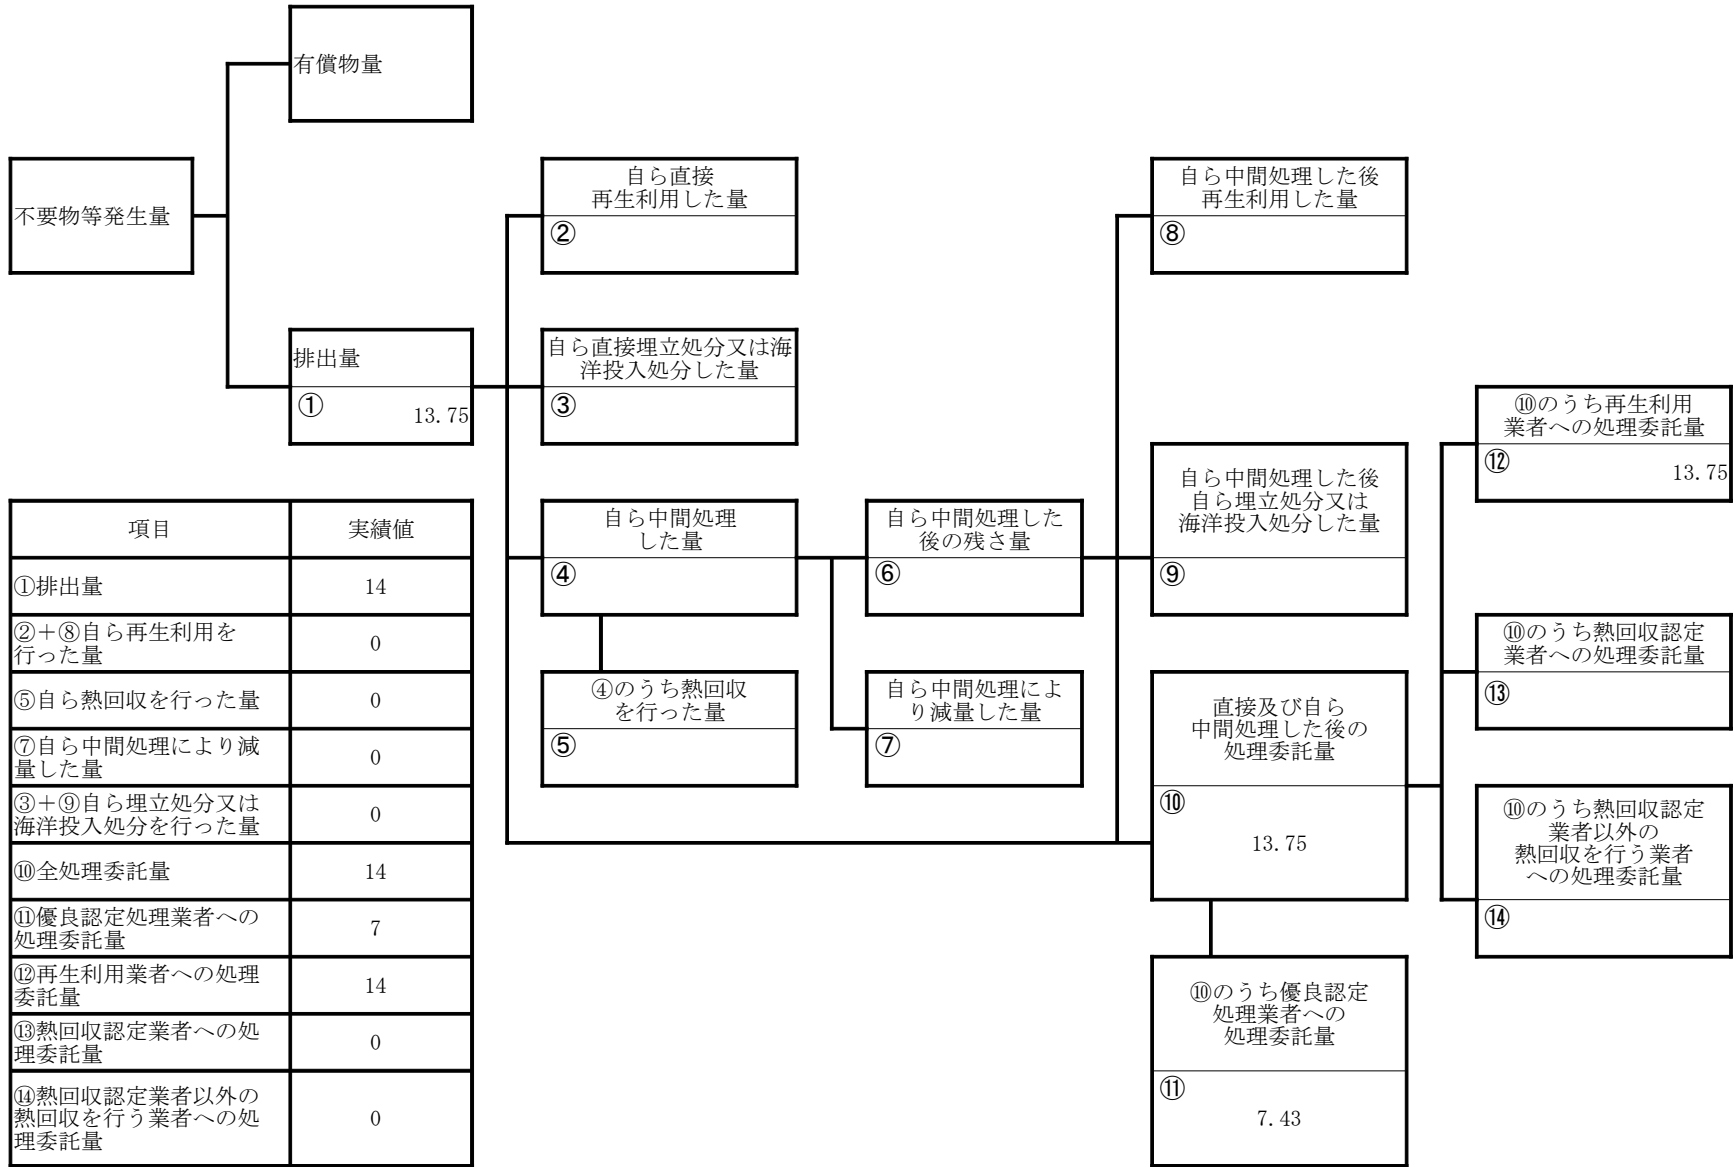 有償物量
不要物等発生量
自ら直接
再生利用した量
②
自ら中間処理した後
再生利用した量
⑧
排出量
①
13.75
自ら直接埋立処分又は海
洋投入処分した量
③
⑩のうち再生利用
業者への処理委託量
⑫
13.75
自ら中間処理した後
自ら埋立処分又は
海洋投入処分した量
⑨
自ら中間処理
した量
④
自ら中間処理した
後の残さ量
⑥
⑩のうち熱回収認定
業者への処理委託量
⑬
④のうち熱回収
を行った量
⑤
自ら中間処理によ
り減量した量
⑦
直接及び自ら
中間処理した後の
処理委託量
⑩
13.75
⑩のうち熱回収認定
業者以外の
熱回収を行う業者
への処理委託量
⑭
⑩のうち優良認定
処理業者への
処理委託量
⑪
7.43
項目 実績値
①排出量 14
②+⑧自ら再生利用を
行った量 0
⑤自ら熱回収を行った量 0
⑦自ら中間処理により減
量した量 0
③+⑨自ら埋立処分又は
海洋投入処分を行った量 0
⑩全処理委託量 14
⑪優良認定処理業者への
処理委託量 7
⑫再生利用業者への処理
委託量 14
⑬熱回収認定業者への処
理委託量 0
⑭熱回収認定業者以外の
熱回収を行う業者への処
理委託量 0